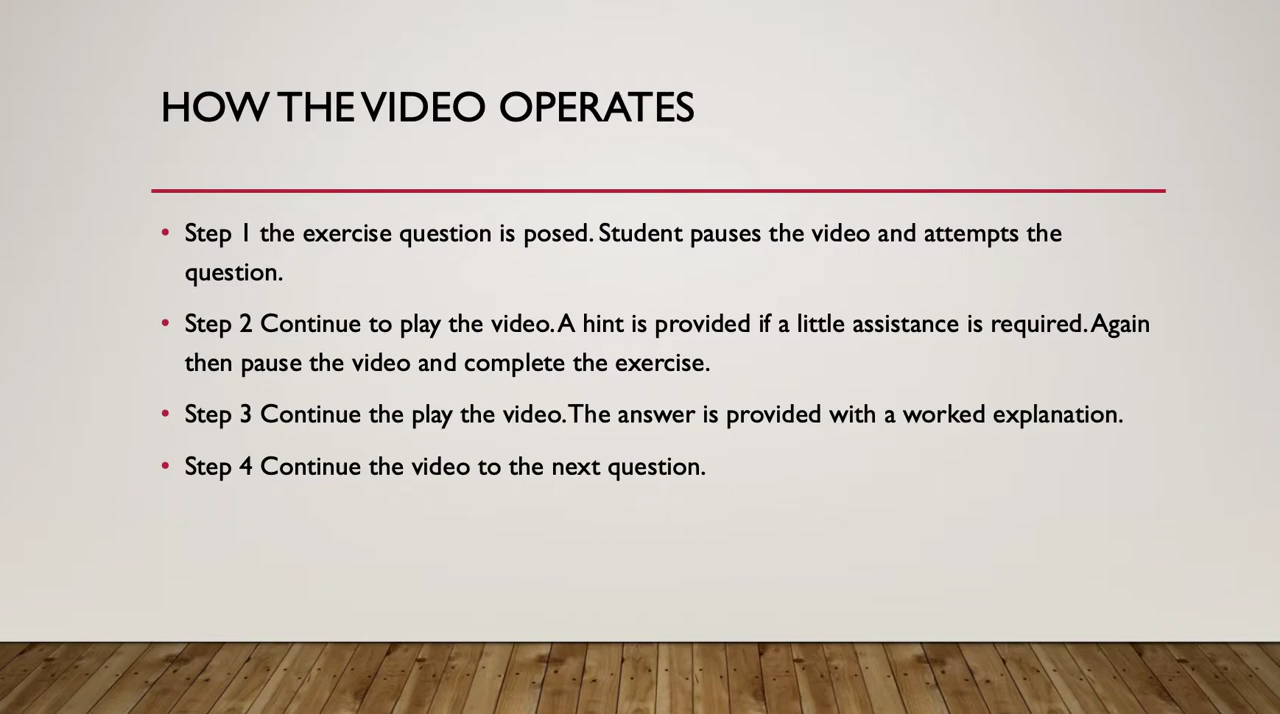 HOW THE VIDEO OPERATES
• Step 1 the exercise question is posed. Student pauses the video and attempts the
question.
• Step 2 Continue to play the video. A hint is provided if a little assistance is required. Again
then pause the video and complete the exercise.
• Step 3 Continue the play the video. The answer is provided with a worked explanation.
• Step 4 Continue the video to the next question.